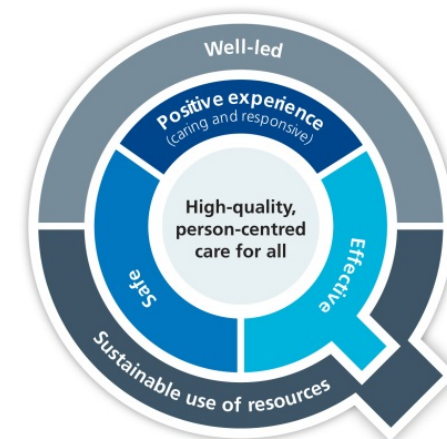 Well-led
Positive experience
(caring and responsive)
High-quality,
person-centred
care for all
Safe
Effective
Sustainable use of resources